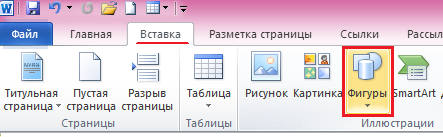 Файл Главная Вставка Разметка страницы Ссылки Рассыл
Титульная страница Пустая страница Разрыв страницы Таблица Рисунок Картинка Фигуры SmartArt
Страницы Таблицы Иллюстрации